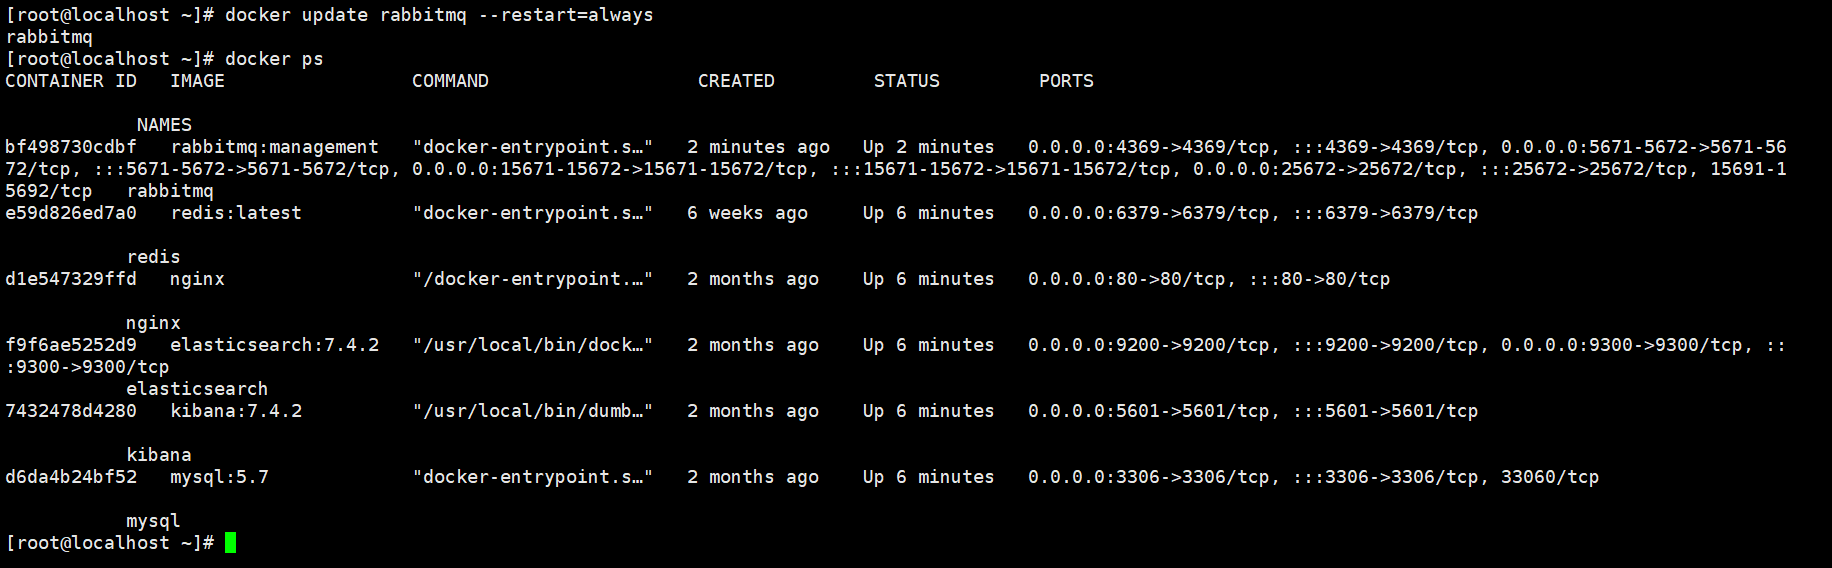 [root@localhost ~]# docker update rabbitmq --restart=always
rabbitmq
[root@localhost ~]# docker ps
CONTAINER ID   IMAGE                 COMMAND                   CREATED         STATUS         PORTS
            NAMES
bf498730cdbf   rabbitmq:management   "docker-entrypoint.s…"   2 minutes ago   Up 2 minutes   0.0.0.0:4369->4369/tcp, :::4369->4369/tcp, 0.0.0.0:5671-5672->5671-56
72/tcp, :::5671-5672->5671-5672/tcp, 0.0.0.0:15671-15672->15671-15672/tcp, :::15671-15672->15671-15672/tcp, 0.0.0.0:25672->25672/tcp, :::25672->25672/tcp, 15691-1
5692/tcp   rabbitmq
e59d826ed7a0   redis:latest          "docker-entrypoint.s…"   6 weeks ago     Up 6 minutes   0.0.0.0:6379->6379/tcp, :::6379->6379/tcp
           redis
d1e547329ffd   nginx                 "/docker-entrypoint.…"   2 months ago    Up 6 minutes   0.0.0.0:80->80/tcp, :::80->80/tcp
           nginx
f9f6ae5252d9   elasticsearch:7.4.2   "/usr/local/bin/dock…"   2 months ago    Up 6 minutes   0.0.0.0:9200->9200/tcp, :::9200->9200/tcp, 0.0.0.0:9300->9300/tcp, ::
:9300->9300/tcp
           elasticsearch
7432478d4280   kibana:7.4.2          "/usr/local/bin/dumb…"   2 months ago    Up 6 minutes   0.0.0.0:5601->5601/tcp, :::5601->5601/tcp
           kibana
d6da4b24bf52   mysql:5.7             "docker-entrypoint.s…"   2 months ago    Up 6 minutes   0.0.0.0:3306->3306/tcp, :::3306->3306/tcp, 33060/tcp
           mysql
[root@localhost ~]#